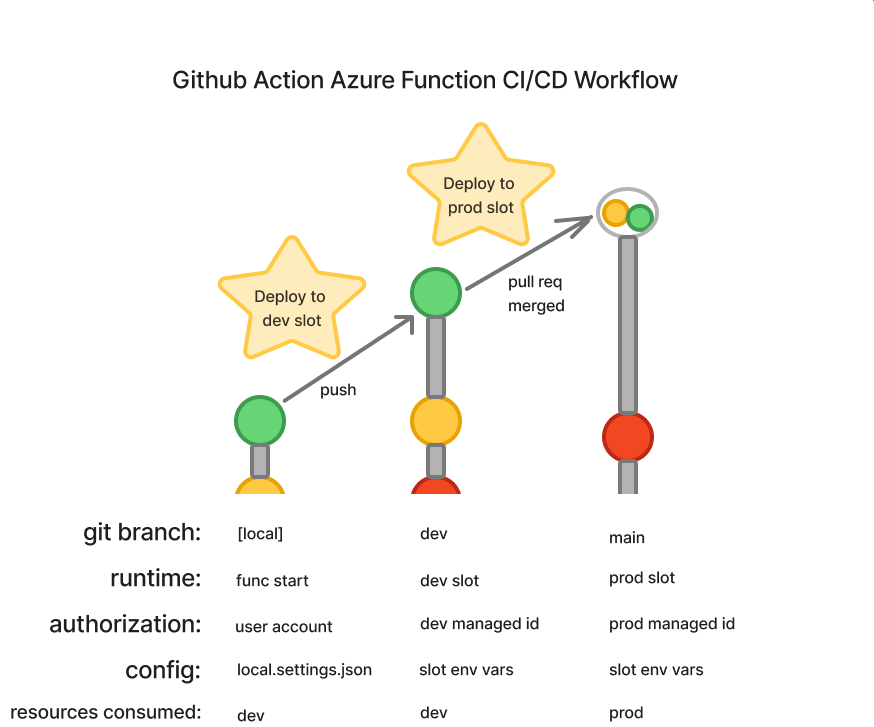 Github Action Azure Function CI/CD Workflow
Deploy to
prod slot
pull req
merged
Deploy to
dev slot
push
git branch: [local] dev main
runtime: func start dev slot prod slot
authorization: user account dev managed id prod managed id
config: local.settings.json slot env vars slot env vars
resources consumed: dev dev prod